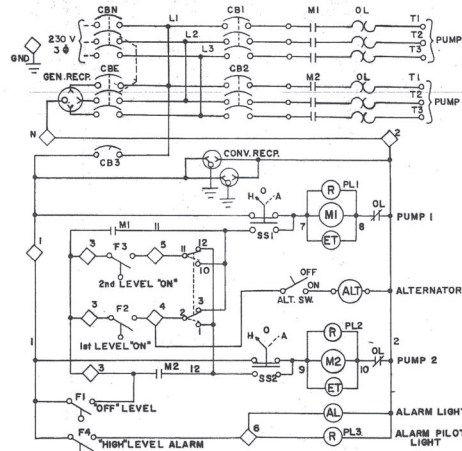 CBN L1 CB1 M1 OL T1
230 V
3 ϕ
L2 T2 PUMP
L3 T3
GND
CBE CB2 M2 OL T1
GEN. RECP.
T2 PUMP
T3
N 2
CB3 CONV. RECP.
H O A R PL1
M1 OL PUMP 1
SS1 7 8
ET
M1 11
1 3 F3 5 11 12
10
2nd LEVEL "ON"
OFF
ON
ALT. SW. ALT ALTERNATOR
3 F2 4 2 3
1
1st LEVEL "ON"
1 H O A R PL2 2
M2 OL PUMP 2
3 M2 12 SS2 9 10
ET
F1 "OFF" LEVEL
AL ALARM LIGHT
F4 "HIGH" LEVEL ALARM 6 R PL3 ALARM PILOT
LIGHT